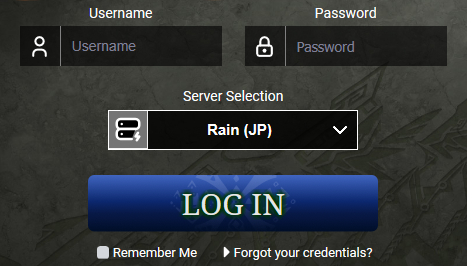 Username Password
Username Password
Server Selection
Rain (JP)
LOG IN
Remember Me Forgot your credentials?